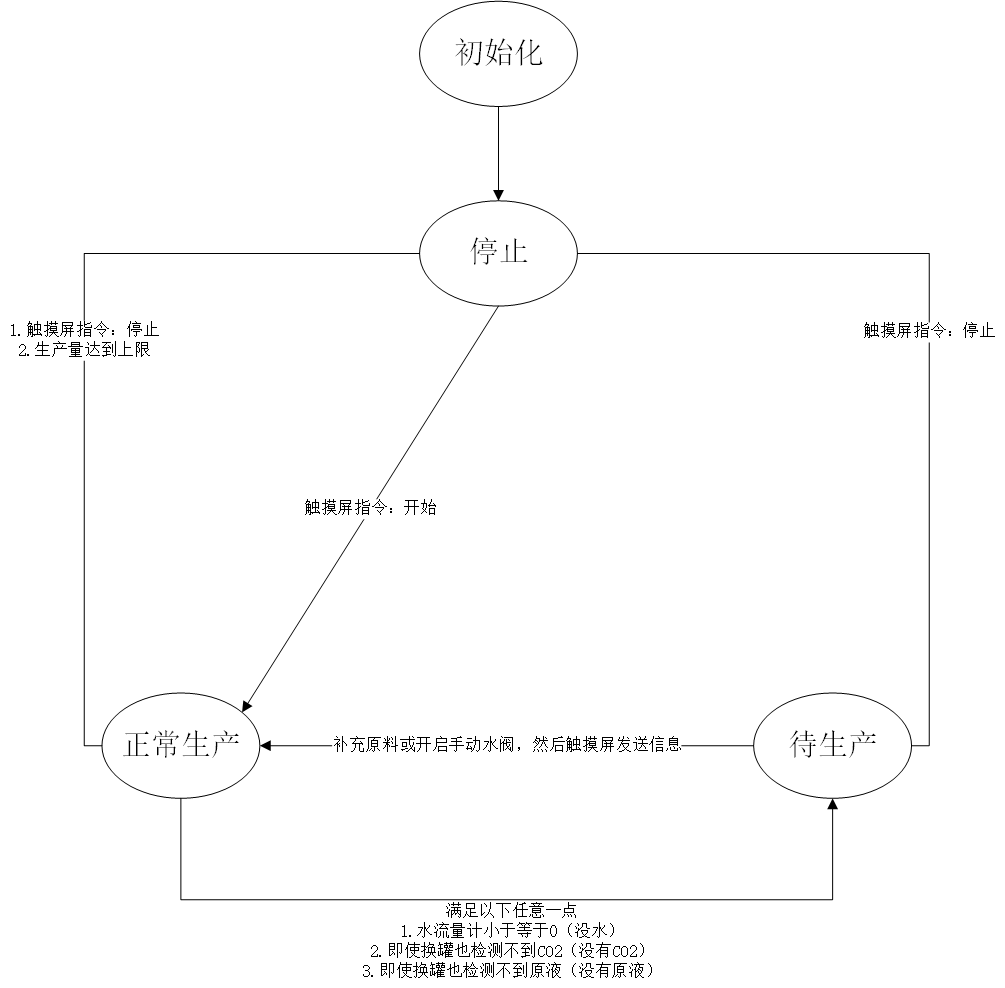 初始化
停止
1.触摸屏指令：停止
2.生产量达到上限
触摸屏指令：停止
触摸屏指令：开始
正常生产
补充原料或开启手动水阀，然后触摸屏发送信息
待生产
满足以下任意一点
1.水流量计小于等于0（没水）
2.即使换罐也检测不到CO2（没有CO2）
3.即使换罐也检测不到原液（没有原液）